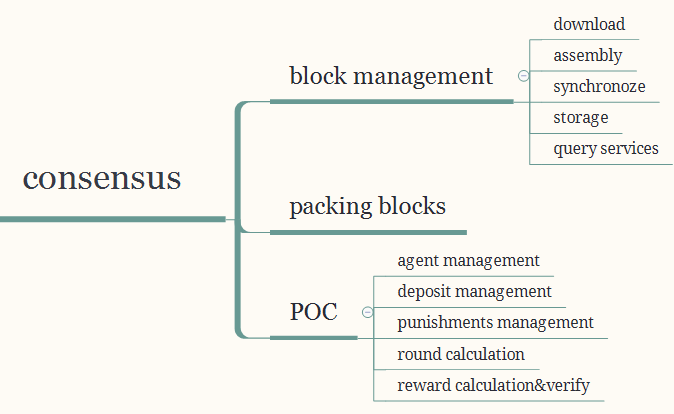 consensus
block management
download
assembly
synchronoze
storage
query services
packing blocks
POC
agent management
deposit management
punishments management
round calculation
reward calculation&verify